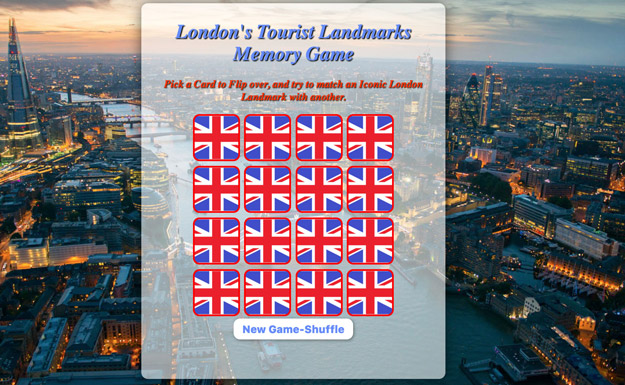 London's Tourist Landmarks
Memory Game
Pick a Card to Flip over, and try to match an Iconic London
Landmark with another.
New Game-Shuffle